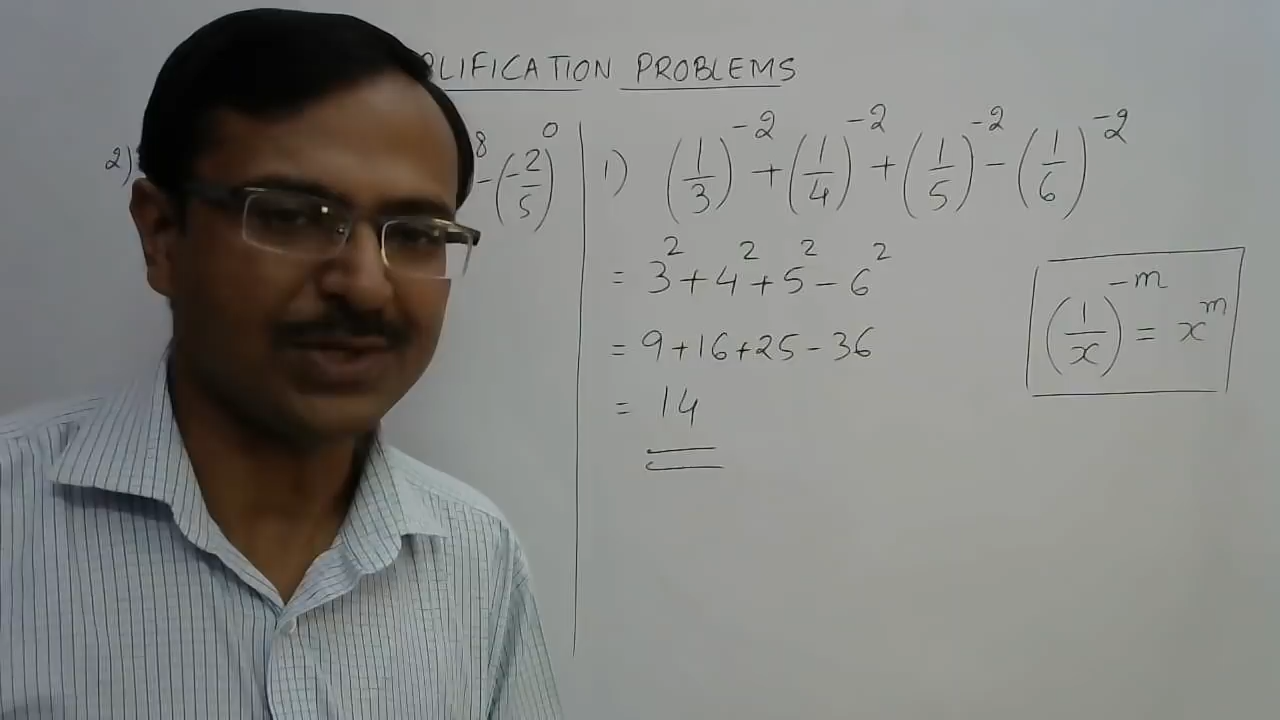 PLIFICATION PROBLEMS
2) 8 - (-2/5)^0
1) (1/3)^-2 + (1/4)^-2 + (1/5)^-2 - (1/6)^-2
= 3^2 + 4^2 + 5^2 - 6^2
= 9+16+25-36
= 14
(1/x)^-m = x^m